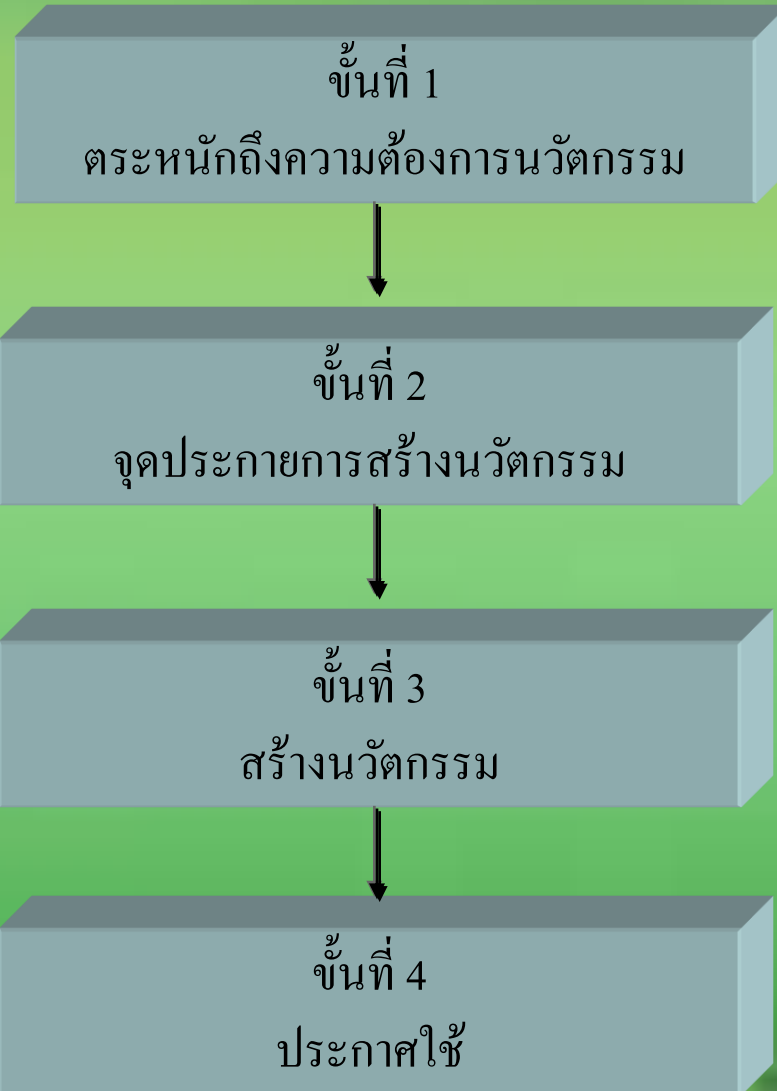 ขั้นที่ 1
ตระหนักถึงความต้องการนวัตกรรม
ขั้นที่ 2
จุดประกายการสร้างนวัตกรรม
ขั้นที่ 3
สร้างนวัตกรรม
ขั้นที่ 4
ประกาศใช้